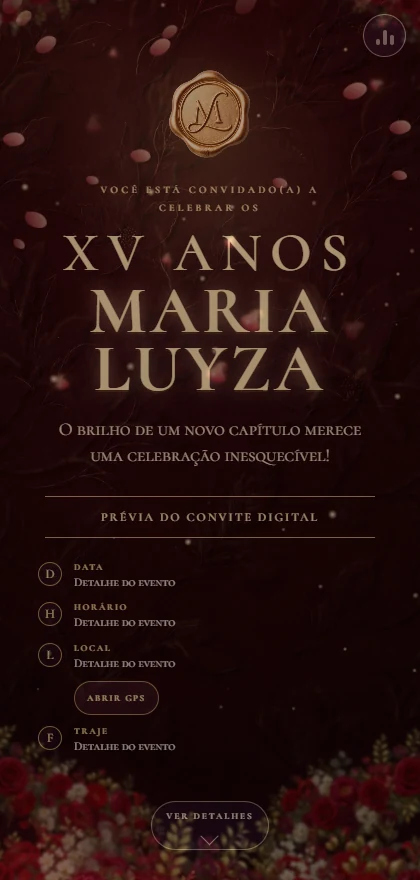 M
VOCÊ ESTÁ CONVIDADO(A) A
CELEBRAR OS
XV ANOS
MARIA
LUYZA
O BRILHO DE UM NOVO CAPÍTULO MERECE
UMA CELEBRAÇÃO INESQUECÍVEL!
PRÉVIA DO CONVITE DIGITAL
D
DATA
DETALHE DO EVENTO
H
HORÁRIO
DETALHE DO EVENTO
L
LOCAL
DETALHE DO EVENTO
ABRIR GPS
F
TRAJE
DETALHE DO EVENTO
VER DETALHES